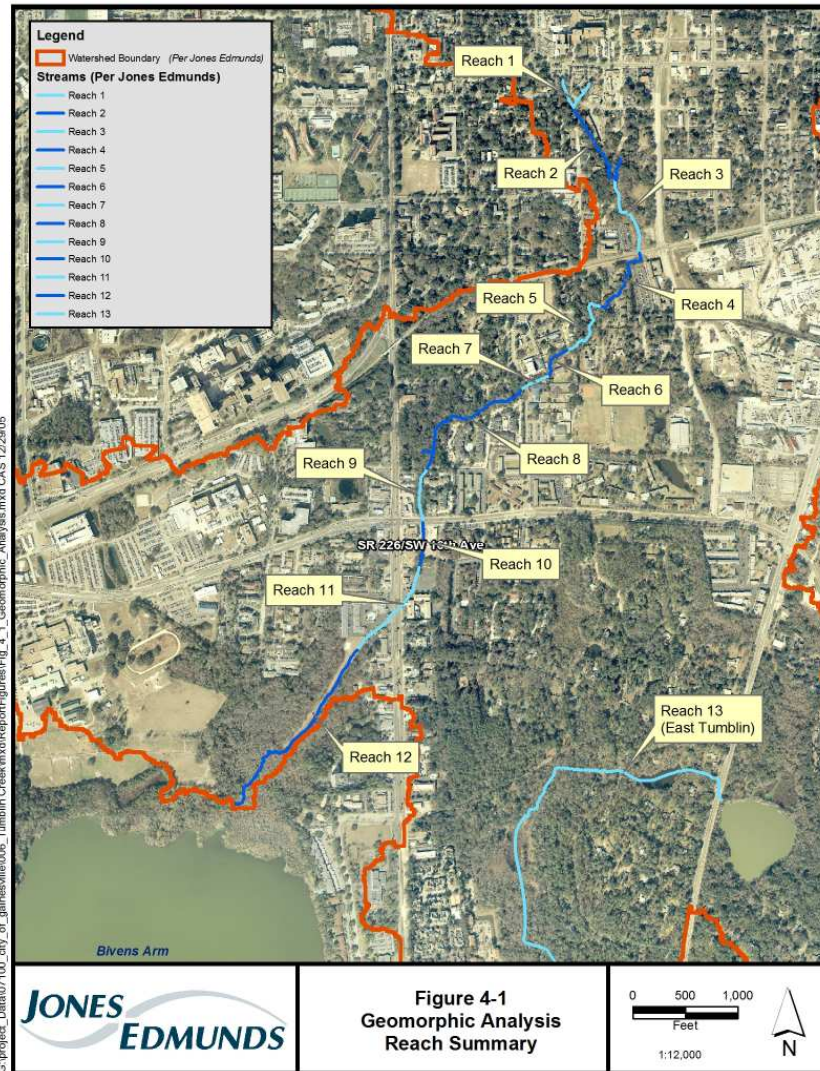 Legend
Watershed Boundary (Per Jones Edmunds)
Streams (Per Jones Edmunds)
Reach 1
Reach 2
Reach 3
Reach 4
Reach 5
Reach 6
Reach 7
Reach 8
Reach 9
Reach 10
Reach 11
Reach 12
Reach 13
Reach 1
Reach 2
Reach 3
Reach 4
Reach 5
Reach 7
Reach 6
Reach 8
Reach 9
SR 226/SW 16th Ave
Reach 10
Reach 11
Reach 13
(East Tumblin)
Reach 12
Bivens Arm
JONES
EDMUNDS
Figure 4-1
Geomorphic Analysis
Reach Summary
0 500 1,000
Feet
1:12,000
N